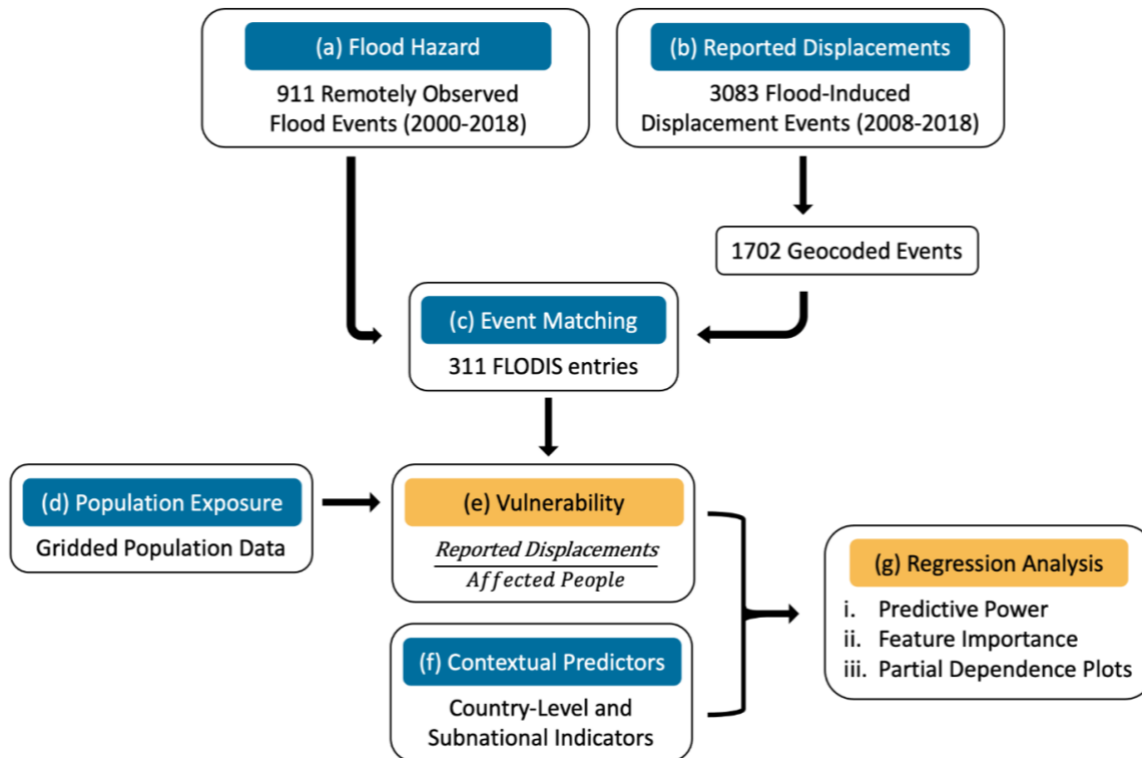 (a) Flood Hazard
911 Remotely Observed
Flood Events (2000-2018)
(b) Reported Displacements
3083 Flood-Induced
Displacement Events (2008-2018)
1702 Geocoded Events
(c) Event Matching
311 FLODIS entries
(d) Population Exposure
Gridded Population Data
(e) Vulnerability
Reported Displacements
Affected People
(f) Contextual Predictors
Country-Level and
Subnational Indicators
(g) Regression Analysis
i. Predictive Power
ii. Feature Importance
iii. Partial Dependence Plots